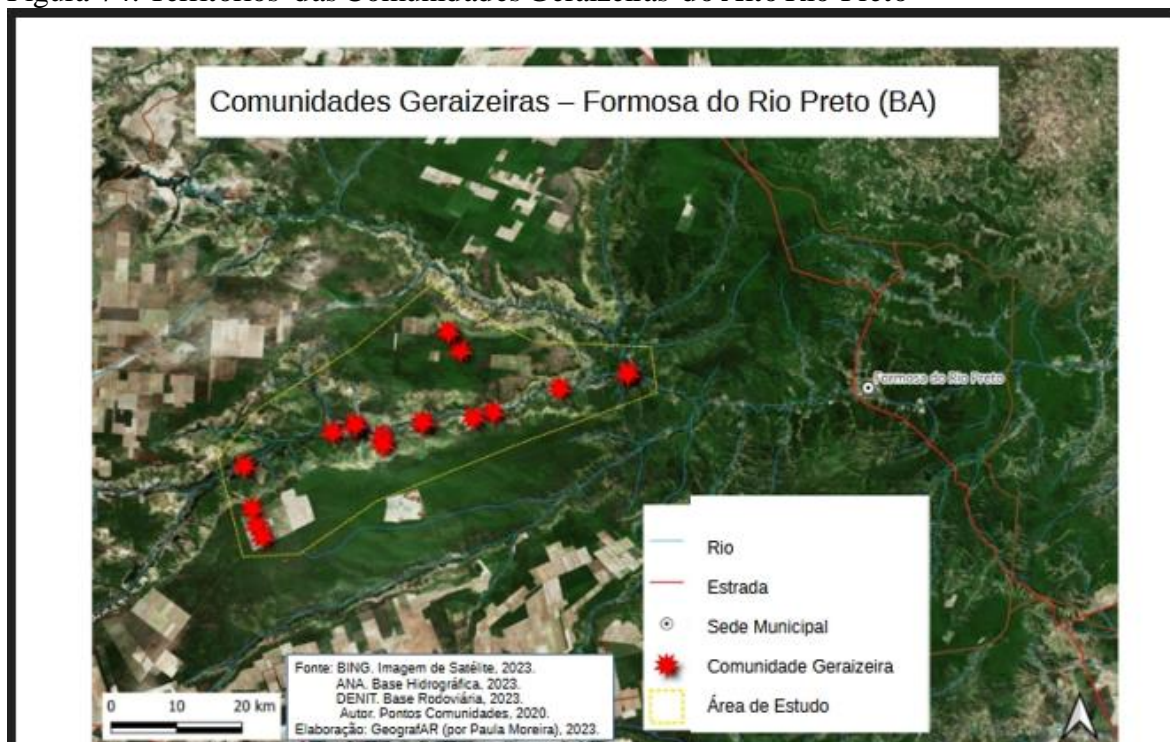 Figura 74: Territórios das Comunidades Geraizeiras do Alto Rio Preto
Comunidades Geraizeiras – Formosa do Rio Preto (BA)
Formosa do Rio Preto
Rio
Estrada
Sede Municipal
Comunidade Geraizeira
Área de Estudo
Fonte: BING. Imagem de Satélite, 2023.
ANA. Base Hidrográfica, 2023.
DENIT. Base Rodoviária, 2023.
Autor. Pontos Comunidades, 2020.
Elaboração: GeografAR (por Paula Moreira), 2023.
0 10 20 km